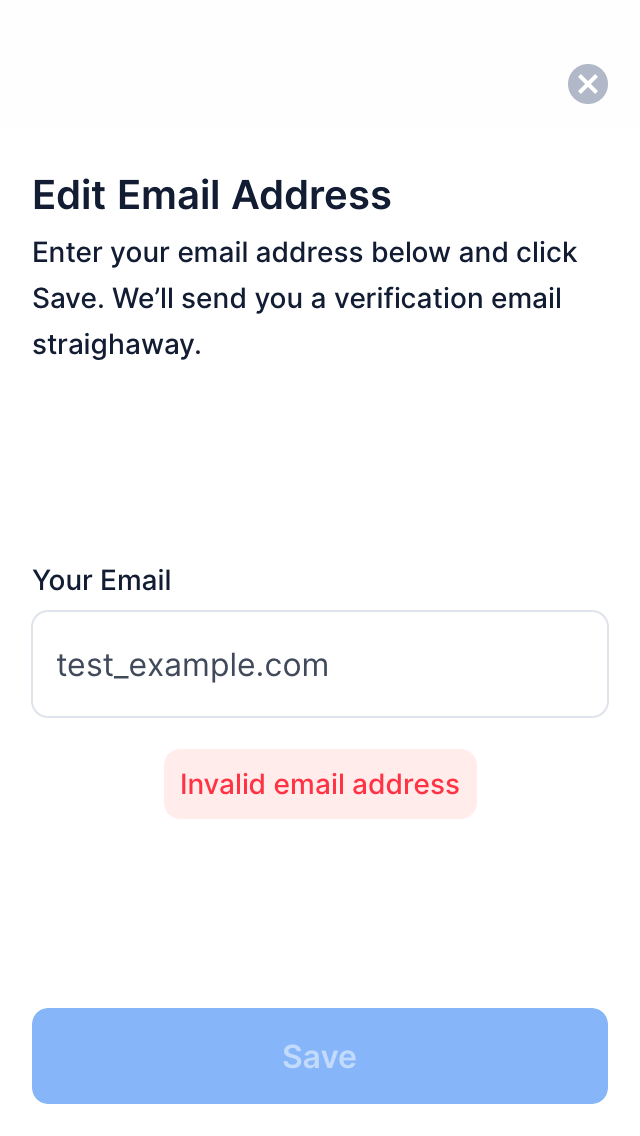 Edit Email Address
Enter your email address below and click
Save. We’ll send you a verification email
straighaway.
Your Email
test_example.com
Invalid email address
Save